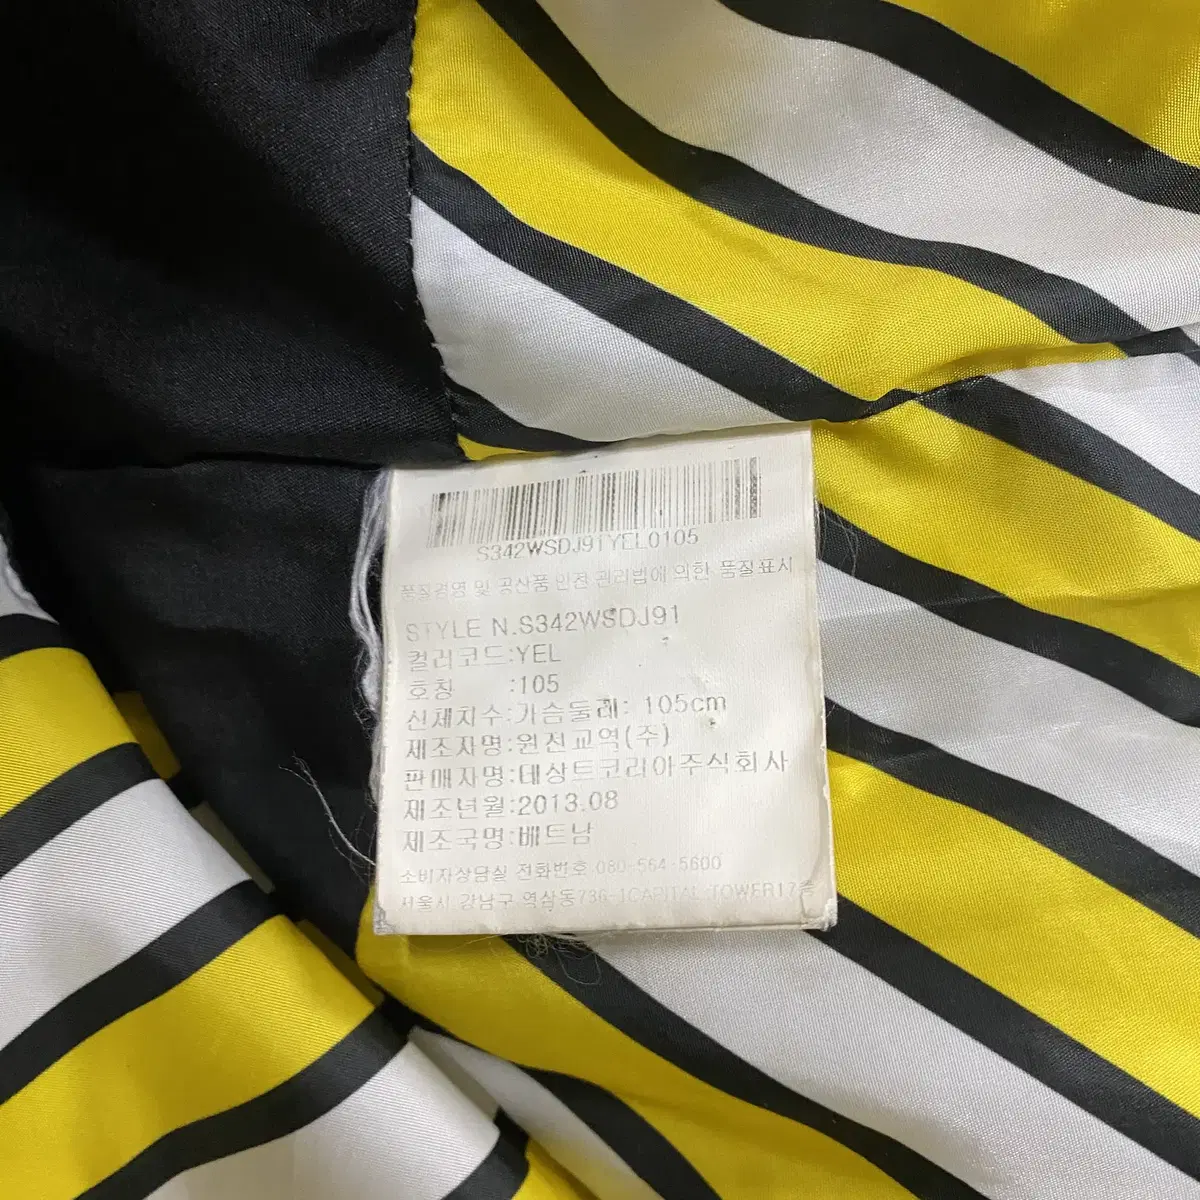 S342WSDJ91YEL0105
품질경영 및 공산품 안전 관리법에 의한 품질표시
STYLE N.S342WSDJ91
컬러코드:YEL
호칭 :105
신체치수:가슴둘레: 105cm
제조자명:원진교역(주)
판매자명:데상트코리아주식회사
제조년월:2013.08
제조국명:베트남
소비자상담실 전화번호 080-564-5600
서울시 강남구 역삼동736-1CAPITAL TOWER17층